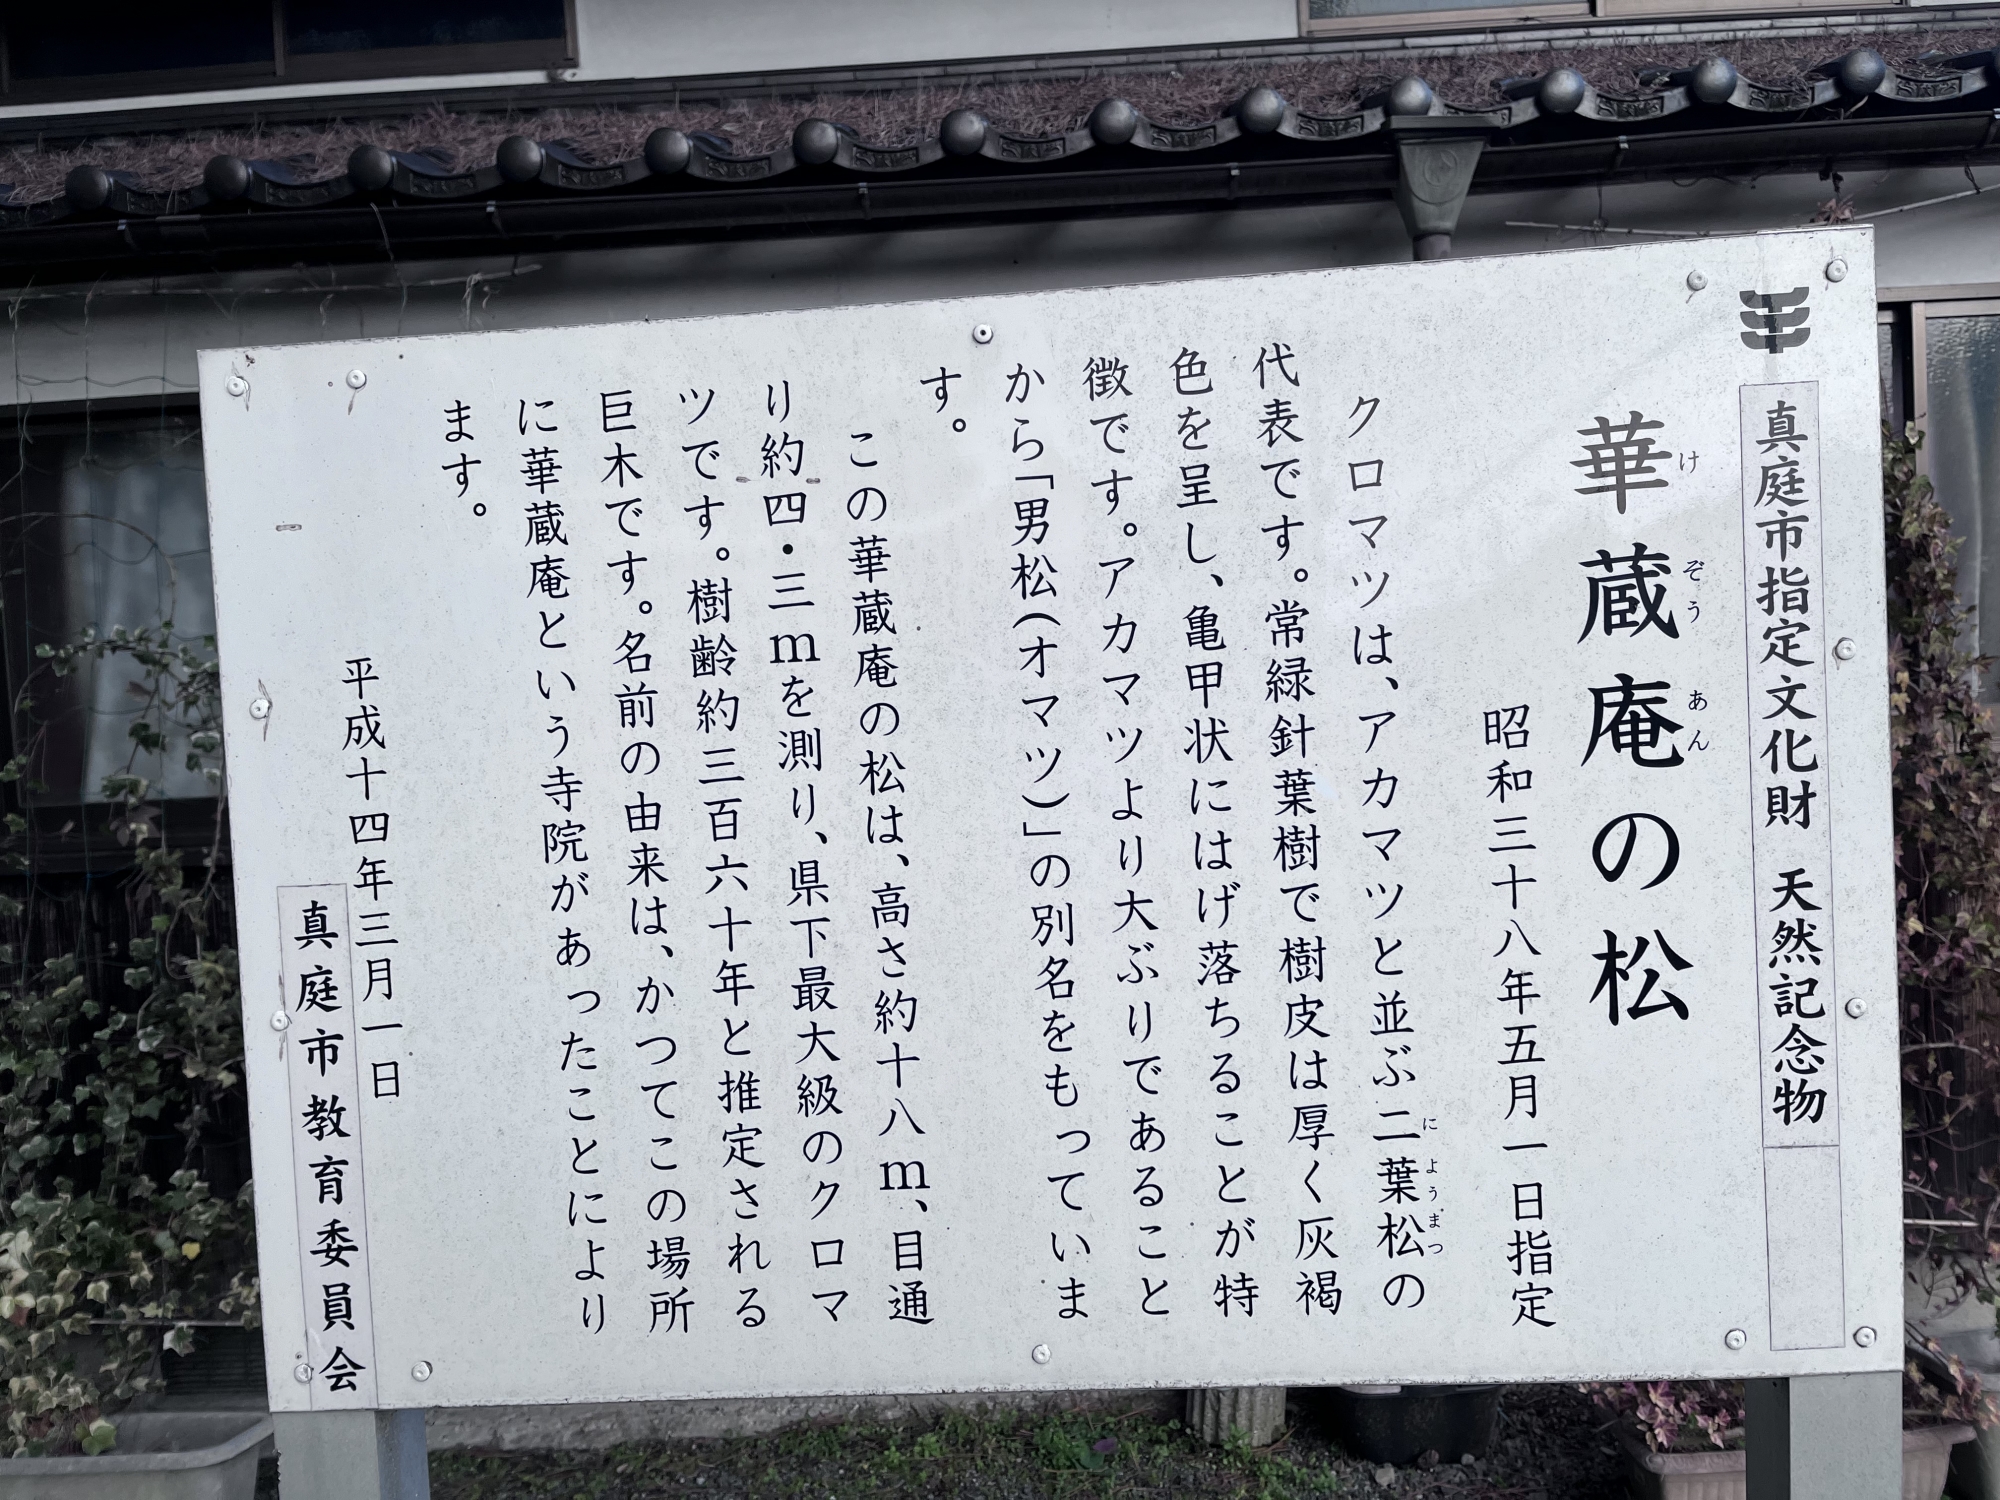 真庭市指定文化財 天然記念物
華蔵庵の松
けぞうあん
昭和三十八年五月一日指定
クロマツは、アカマツと並ぶ二葉松の
にようまつ
代表です。常緑針葉樹で樹皮は厚く灰褐
色を呈し、亀甲状にはげ落ちることが特
徴です。アカマツより大ぶりであること
から「男松(オマツ)」の別名をもっていま
す。
この華蔵庵の松は、高さ約十八m、目通
り約四・三mを測り、県下最大級のクロマ
ツです。樹齢約三百六十年と推定される
巨木です。名前の由来は、かつてこの場所
に華蔵庵という寺院があったことにより
ます。
平成十四年三月一日
真庭市教育委員会